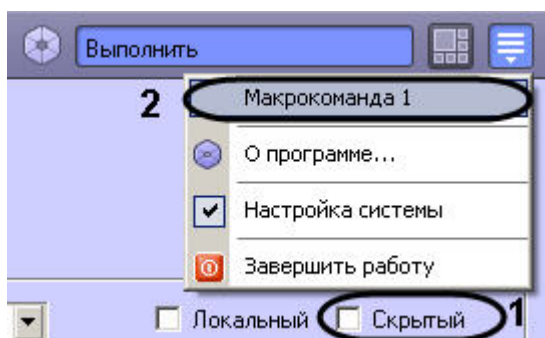 Выполнить
2 Макрокоманда 1
О программе...
Настройка системы
Завершить работу
Локальный Скрытый 1